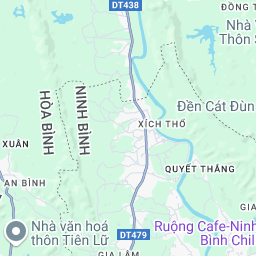 DT438
ĐỒNG T
Nhà
Thôn S
HÒA BÌNH
NINH BÌNH
Đền Cát Đùn
XÍCH THỔ
XUÂN
QUYẾT THẮNG
AN BÌNH
Nhà văn hoá
thôn Tiên Lữ
Ruộng Cafe-Ninh
Bình Chil
DT479
GIA LÂM